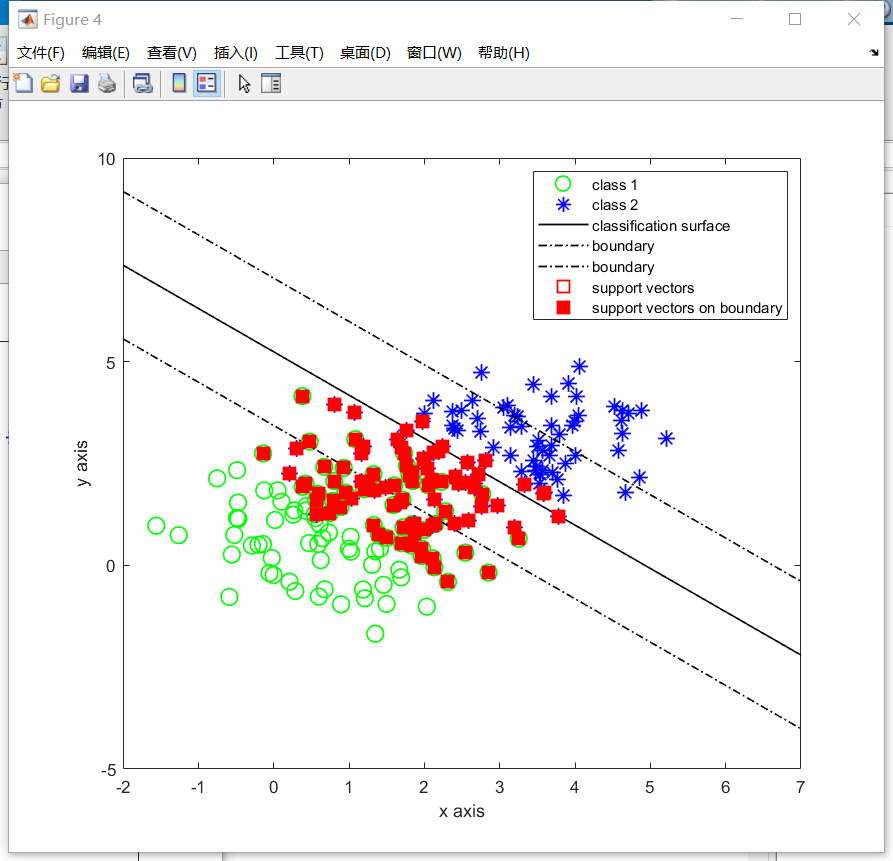 Figure 4
文件(F) 编辑(E) 查看(V) 插入(I) 工具(T) 桌面(D) 窗口(W) 帮助(H)
10
5
0
-5
y axis
class 1
class 2
classification surface
boundary
boundary
support vectors
support vectors on boundary
-2 -1 0 1 2 3 4 5 6 7
x axis